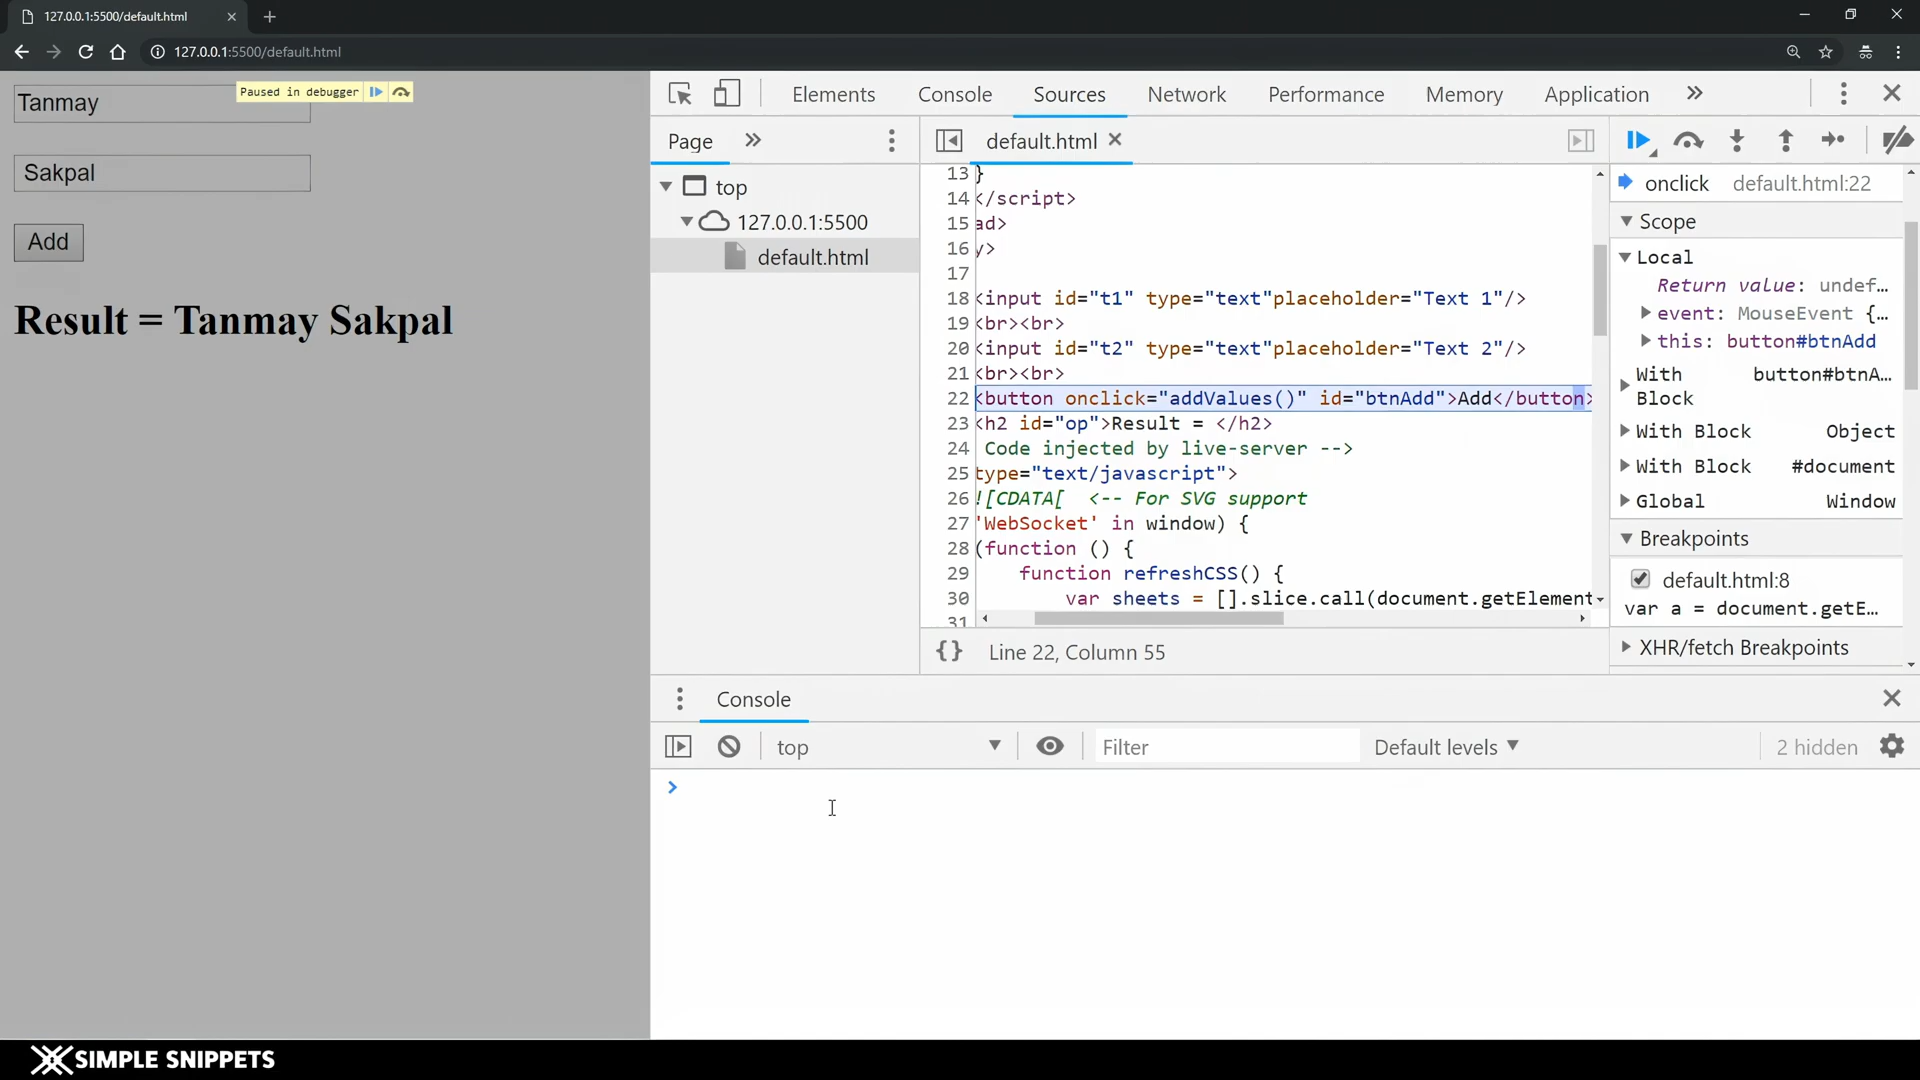 127.0.0.1:5500/default.html
127.0.0.1:5500/default.html
Tanmay
Paused in debugger
Sakpal
Add
Result = Tanmay Sakpal
Elements Console Sources Network Performance Memory Application
Page
default.html
top
127.0.0.1:5500
default.html
13 }
14 </script>
15 ad>
16 y>
17
18 <input id="t1" type="text"placeholder="Text 1"/>
19 <br><br>
20 <input id="t2" type="text"placeholder="Text 2"/>
21 <br><br>
22 <button onclick="addValues()" id="btnAdd">Add</button>
23 <h2 id="op">Result = </h2>
24 Code injected by live-server -->
25 type="text/javascript">
26 ![CDATA[ <-- For SVG support
27 'WebSocket' in window) {
28 (function () {
29 function refreshCSS() {
30 var sheets = [].slice.call(document.getElement
31
{} Line 22, Column 55
onclick default.html:22
Scope
Local
Return value: undef…
event: MouseEvent {…
this: button#btnAdd
With Block button#btnA…
With Block Object
With Block #document
Global Window
Breakpoints
default.html:8
var a = document.getE…
XHR/fetch Breakpoints
Console
top Filter Default levels 2 hidden
>
SIMPLE SNIPPETS